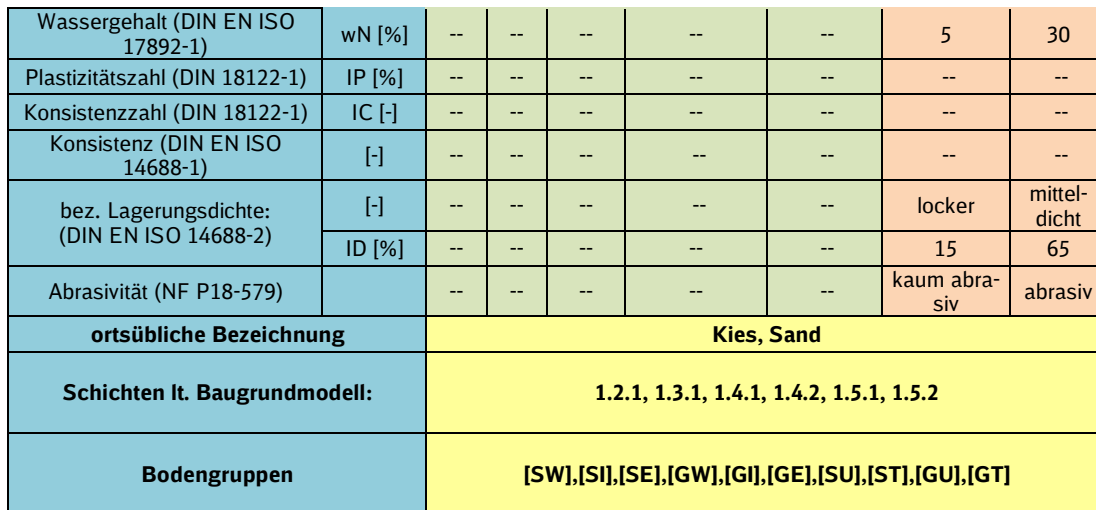 Wassergehalt (DIN EN ISO
17892-1) wN [%] -- -- -- -- -- 5 30
Plastizitätszahl (DIN 18122-1) IP [%] -- -- -- -- -- -- --
Konsistenzzahl (DIN 18122-1) IC [-] -- -- -- -- -- -- --
Konsistenz (DIN EN ISO
14688-1) [-] -- -- -- -- -- -- --
bez. Lagerungsdichte:
(DIN EN ISO 14688-2) [-] -- -- -- -- -- locker mittel-
dicht
ID [%] -- -- -- -- -- 15 65
Abrasivität (NF P18-579) -- -- -- -- -- kaum abra-
siv abrasiv
ortsübliche Bezeichnung Kies, Sand
Schichten lt. Baugrundmodell: 1.2.1, 1.3.1, 1.4.1, 1.4.2, 1.5.1, 1.5.2
Bodengruppen [SW],[SI],[SE],[GW],[GI],[GE],[SU],[ST],[GU],[GT]